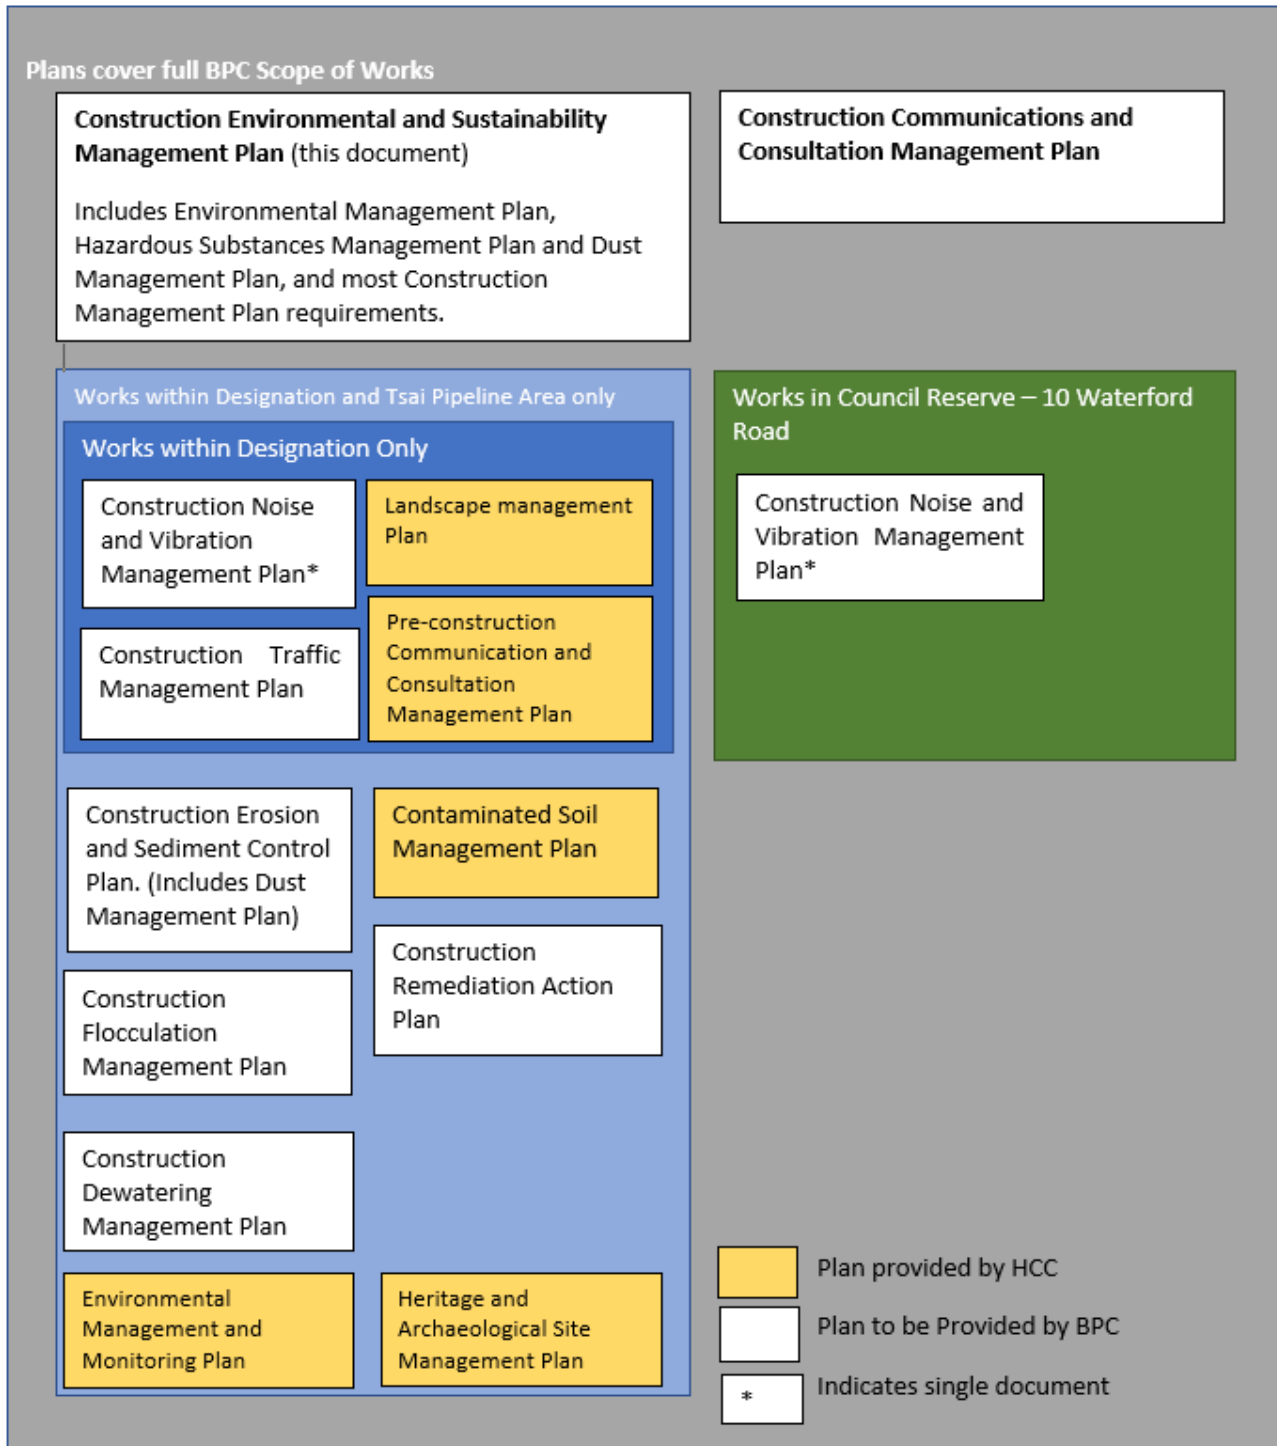 Plans cover full BPC Scope of Works
Construction Environmental and Sustainability
Management Plan (this document)
Includes Environmental Management Plan,
Hazardous Substances Management Plan and Dust
Management Plan, and most Construction
Management Plan requirements.
Construction Communications and
Consultation Management Plan
Works within Designation and Tsai Pipeline Area only
Works within Designation Only
Construction Noise
and Vibration
Management Plan*
Landscape management
Plan
Construction Traffic
Management Plan
Pre-construction
Communication and
Consultation
Management Plan
Works in Council Reserve – 10 Waterford
Road
Construction Noise and
Vibration Management
Plan*
Construction Erosion
and Sediment Control
Plan. (Includes Dust
Management Plan)
Contaminated Soil
Management Plan
Construction
Remediation Action
Plan
Construction
Flocculation
Management Plan
Construction
Dewatering
Management Plan
Environmental
Management and
Monitoring Plan
Heritage and
Archaeological Site
Management Plan
Plan provided by HCC
Plan to be Provided by BPC
* Indicates single document